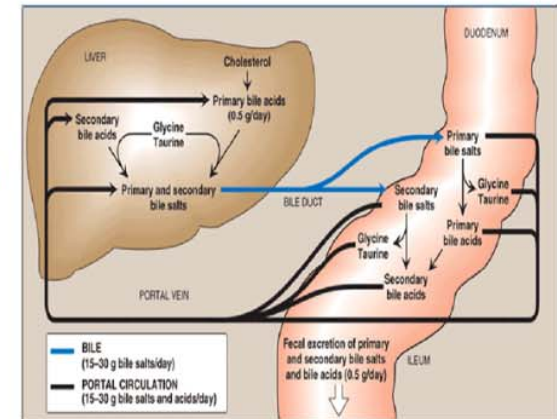 LIVER
Cholesterol
Primary bile acids
(0.5 g/day)
Secondary
bile acids
Glycine
Taurine
Primary and secondary
bile salts
BILE DUCT
DUODENUM
Primary
bile salts
Glycine
Taurine
Primary
bile acids
Secondary
bile salts
Glycine
Taurine
Secondary
bile acids
PORTAL VEIN
Fecal excretion of primary
and secondary bile salts
and bile acids (0.5 g/day)
ILEUM
BILE
(15–30 g bile salts/day)
PORTAL CIRCULATION
(15–30 g bile salts and acids/day)